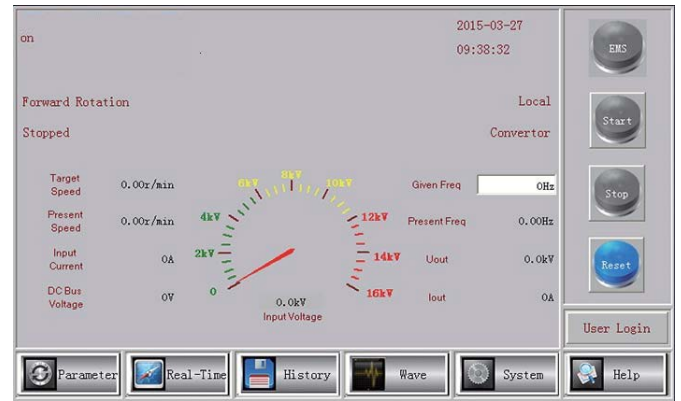 on
2015-03-27
09:38:32
EMS
Forward Rotation
Local
Start
Stopped
Convertor
Target
Speed
0.00r/min
Present
Speed
0.00r/min
Input
Current
0A
DC Bus
Voltage
0V
0
2kV
4kV
6kV
8kV
10kV
12kV
14kV
16kV
0.0kV
Input Voltage
Given Freq
0Hz
Present Freq
0.00Hz
Uout
0.0kV
Iout
0A
Stop
Reset
User Login
Parameter
Real-Time
History
Wave
System
Help